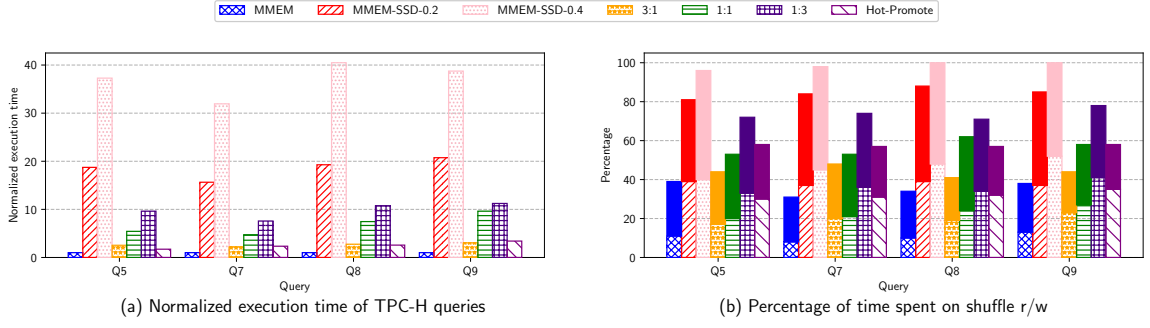 MMEM MMEM-SSD-0.2 MMEM-SSD-0.4 3:1 1:1 1:3 Hot-Promote
Normalized execution time
40
30
20
10
0
Q5 Q7 Q8 Q9
Query
(a) Normalized execution time of TPC-H queries
Percentage
100
80
60
40
20
0
Q5 Q7 Q8 Q9
Query
(b) Percentage of time spent on shuffle r/w